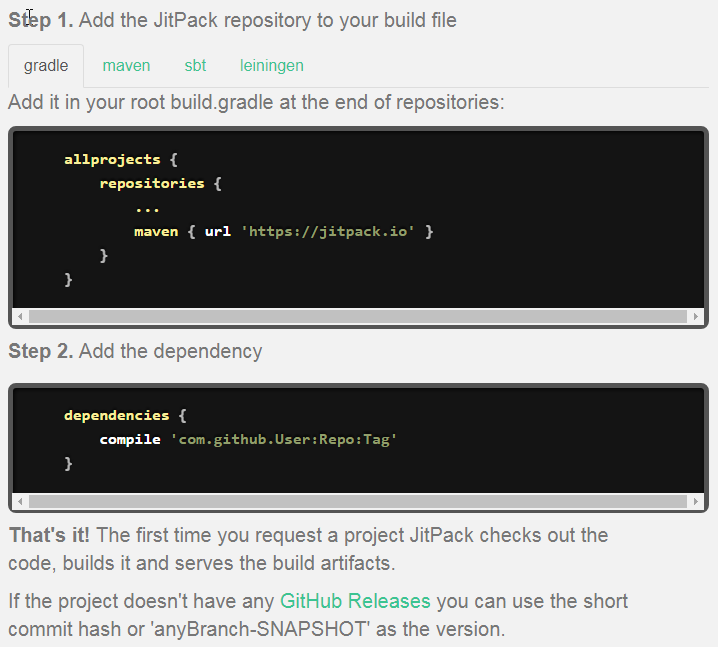 Step 1. Add the JitPack repository to your build file
gradle maven sbt leiningen
Add it in your root build.gradle at the end of repositories:
allprojects {
repositories {
...
maven { url 'https://jitpack.io' }
}
}
Step 2. Add the dependency
dependencies {
compile 'com.github.User:Repo:Tag'
}
That's it! The first time you request a project JitPack checks out the
code, builds it and serves the build artifacts.
If the project doesn't have any GitHub Releases you can use the short
commit hash or 'anyBranch-SNAPSHOT' as the version.